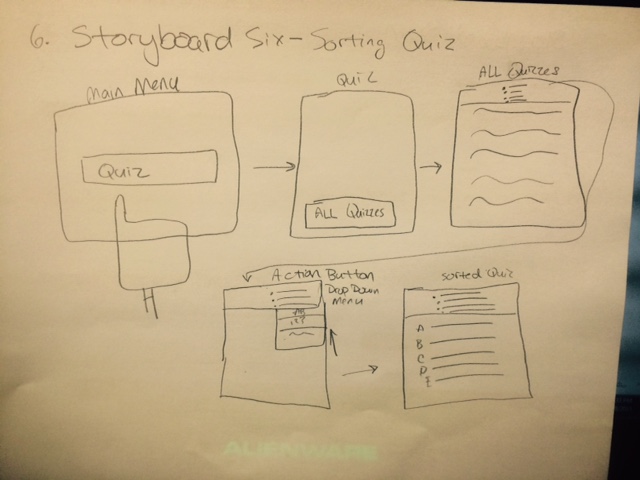 6. Storyboard Six - Sorting Quiz
Main Menu
Quiz
Quiz
ALL Quizzes
ALL Quizzes
Action Button
Drop Down
Menu
Sorted Quiz
A
B
C
D
E
ALIENWARE